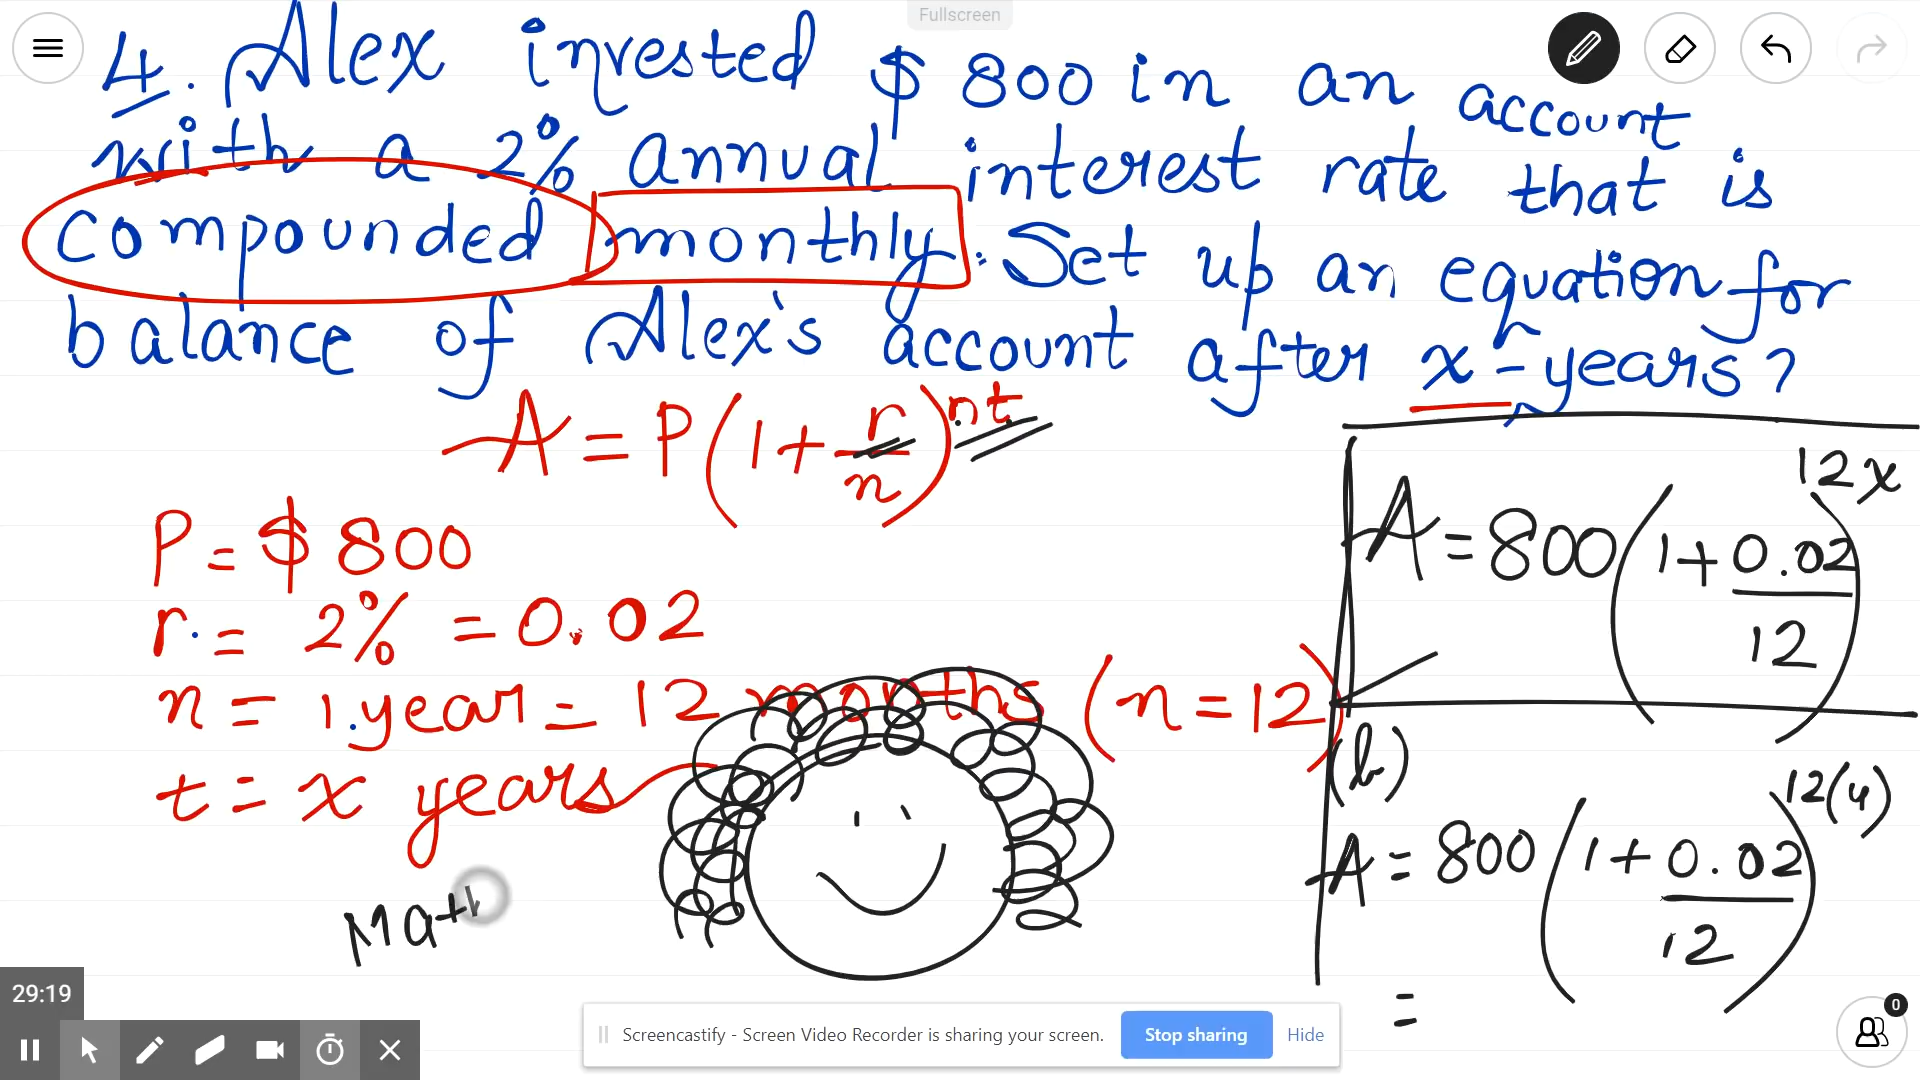 Fullscreen
4. Alex invested $800 in an account
with a 2% annual interest rate that is
compounded monthly. Set up an equation for
balance of Alex's account after x-years?
A = P(1 + r/n)^nt
P = $800
r = 2% = 0.02
n = 1 year = 12 months (n = 12)
t = x years
Math
A = 800(1 + 0.02/12)^12x
(b)
A = 800(1 + 0.02/12)^12(4)
=
29:19
Screencastify - Screen Video Recorder is sharing your screen.
Stop sharing
Hide
0